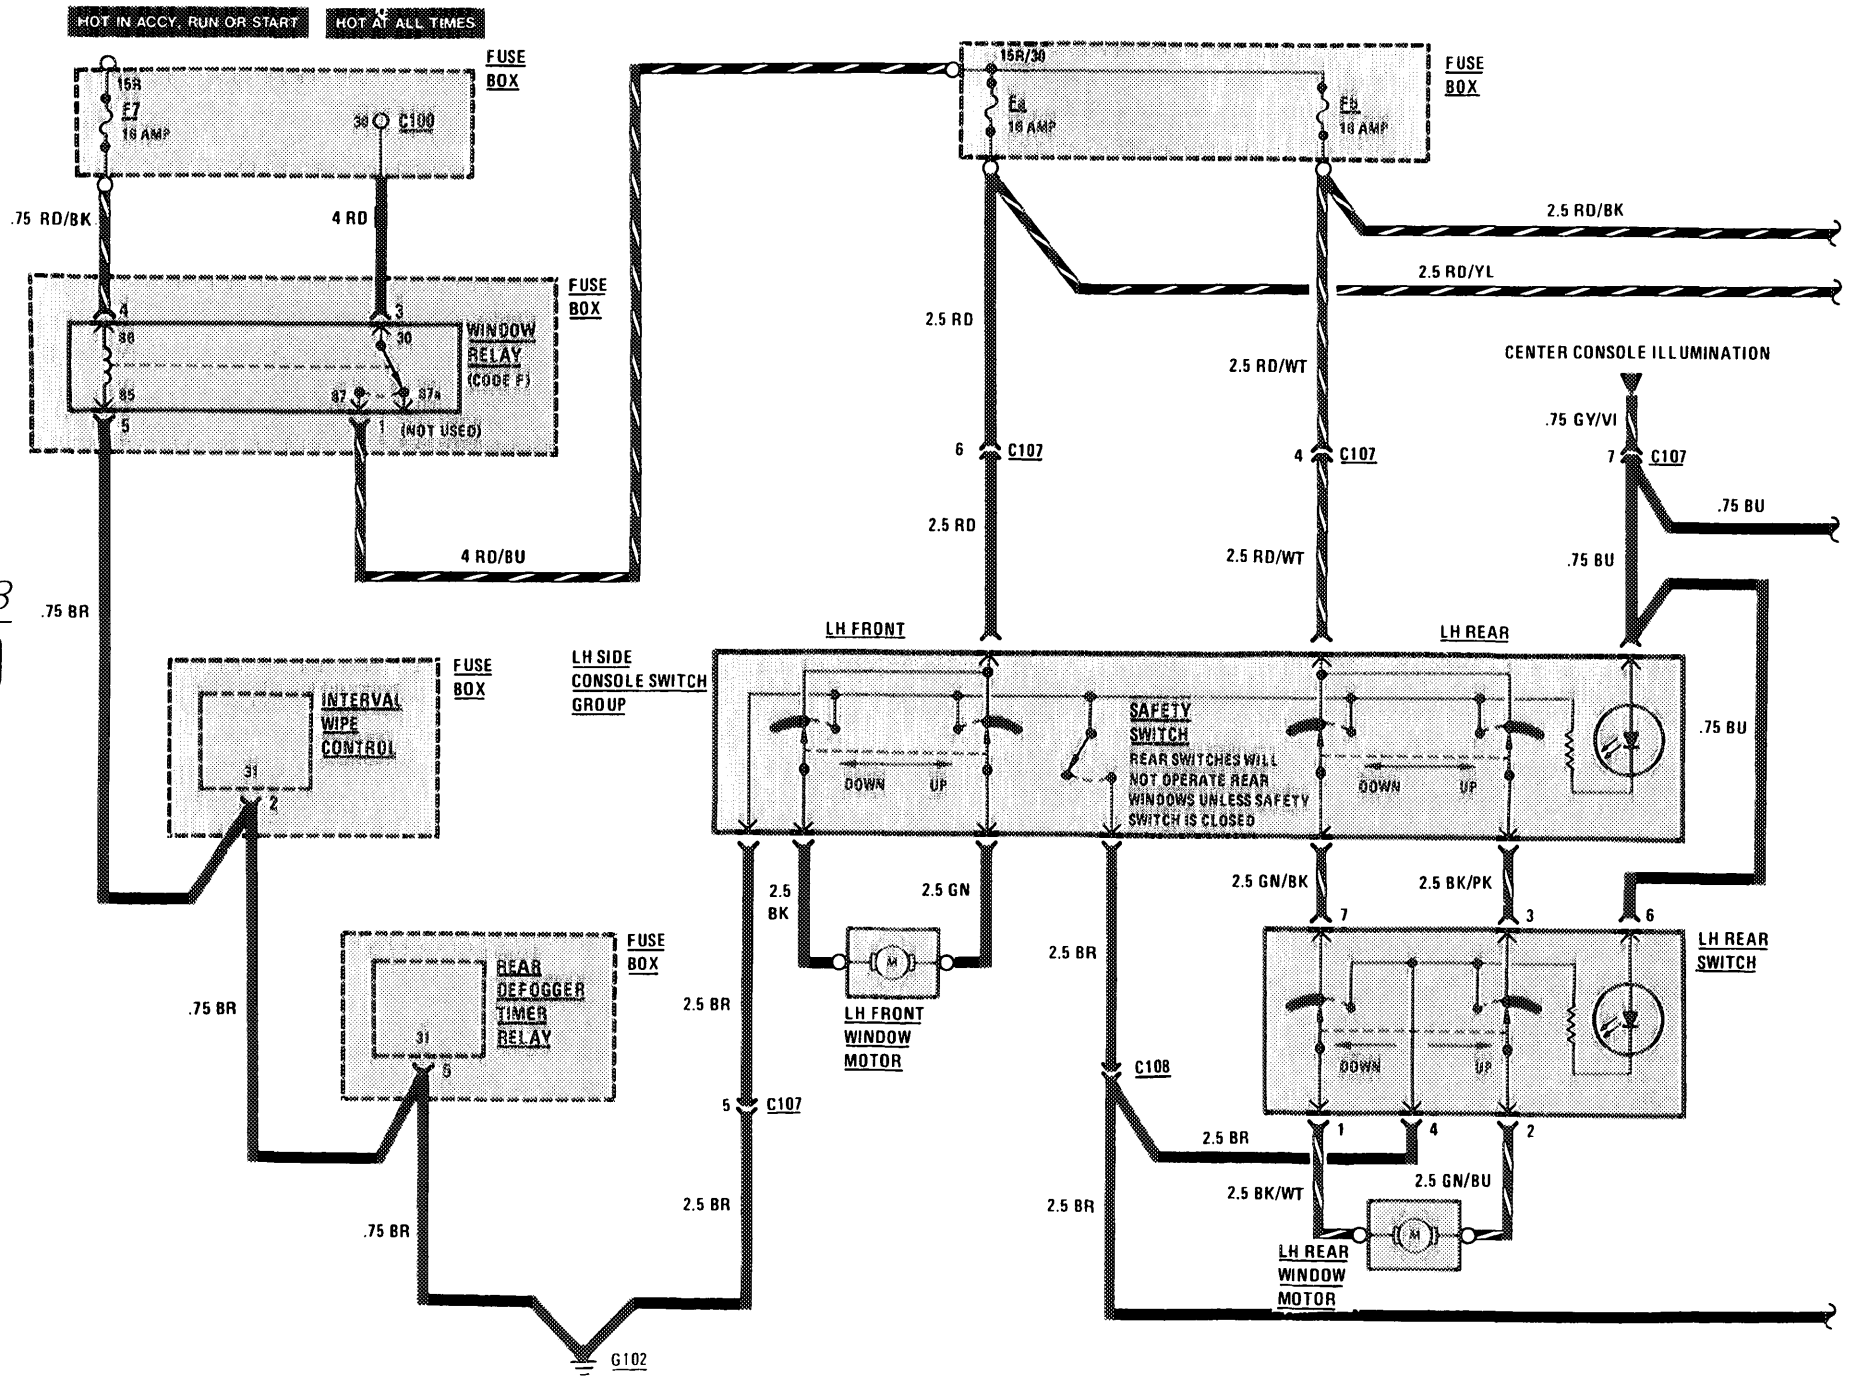 HOT IN ACCY, RUN OR START
HOT AT ALL TIMES
FUSE
BOX
15R
F7
16 AMP
30
C100
15R/30
Fa
16 AMP
Fb
16 AMP
FUSE
BOX
.75 RD/BK
4 RD
2.5 RD/BK
2.5 RD/YL
FUSE
BOX
4
3
86
30
WINDOW
RELAY
(CODE F)
85
87
87a
5
1
(NOT USED)
2.5 RD
2.5 RD/WT
CENTER CONSOLE ILLUMINATION
.75 GY/VI
6
C107
4
C107
7
C107
.75 BU
2.5 RD
2.5 RD/WT
.75 BU
4 RD/BU
.75 BR
LH FRONT
LH REAR
LH SIDE
CONSOLE SWITCH
GROUP
FUSE
BOX
INTERVAL
WIPE
CONTROL
31
2
SAFETY
SWITCH
REAR SWITCHES WILL
NOT OPERATE REAR
WINDOWS UNLESS SAFETY
SWITCH IS CLOSED
DOWN
UP
DOWN
UP
.75 BU
2.5
BK
2.5 GN
2.5 GN/BK
2.5 BK/PK
7
3
6
FUSE
BOX
REAR
DEFOGGER
TIMER
RELAY
31
5
.75 BR
2.5 BR
2.5 BR
LH FRONT
WINDOW
MOTOR
LH REAR
SWITCH
DOWN
UP
C108
5
C107
1
4
2
2.5 BR
2.5 BK/WT
2.5 GN/BU
2.5 BR
2.5 BR
.75 BR
LH REAR
WINDOW
MOTOR
G102